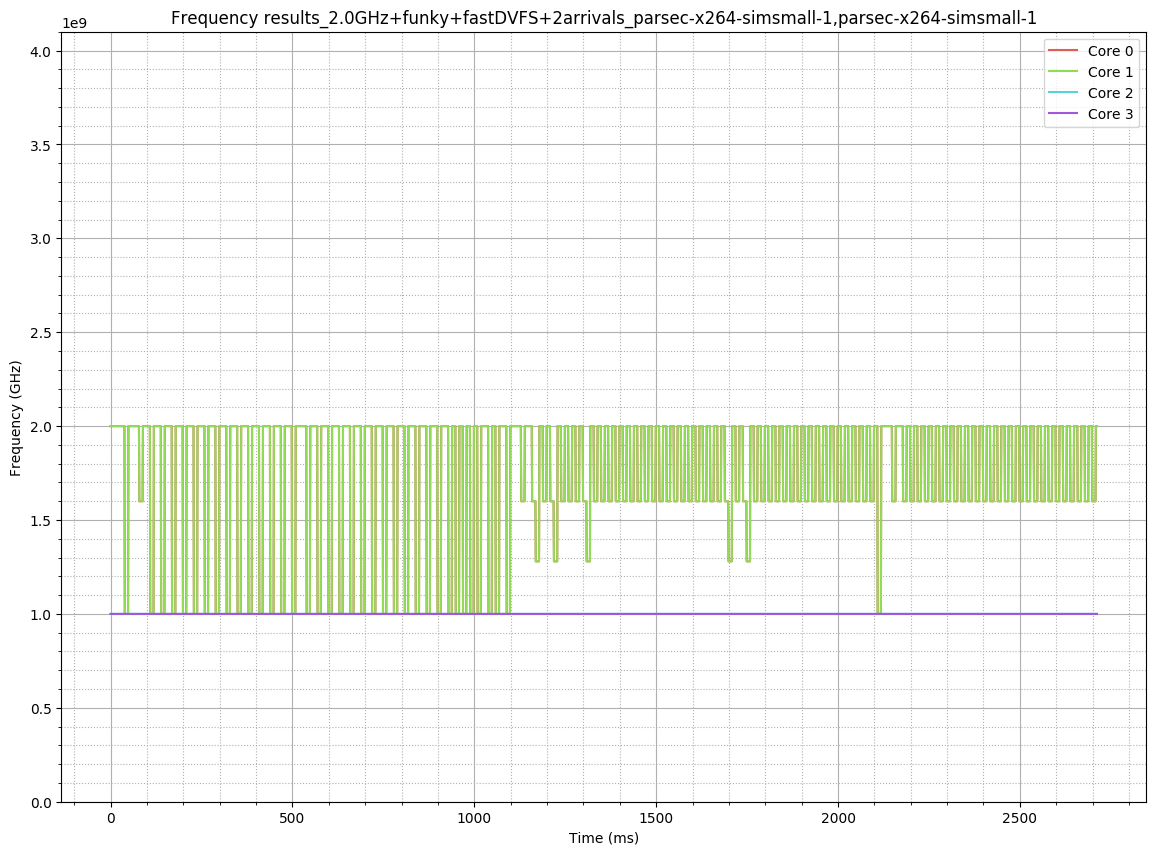 Frequency results_2.0GHz+funky+fastDVFS+2arrivals_parsec-x264-simsmall-1,parsec-x264-simsmall-1
1e9
Core 0
Core 1
Core 2
Core 3
4.0
3.5
3.0
2.5
2.0
1.5
1.0
0.5
0.0
Frequency (GHz)
0 500 1000 1500 2000 2500
Time (ms)